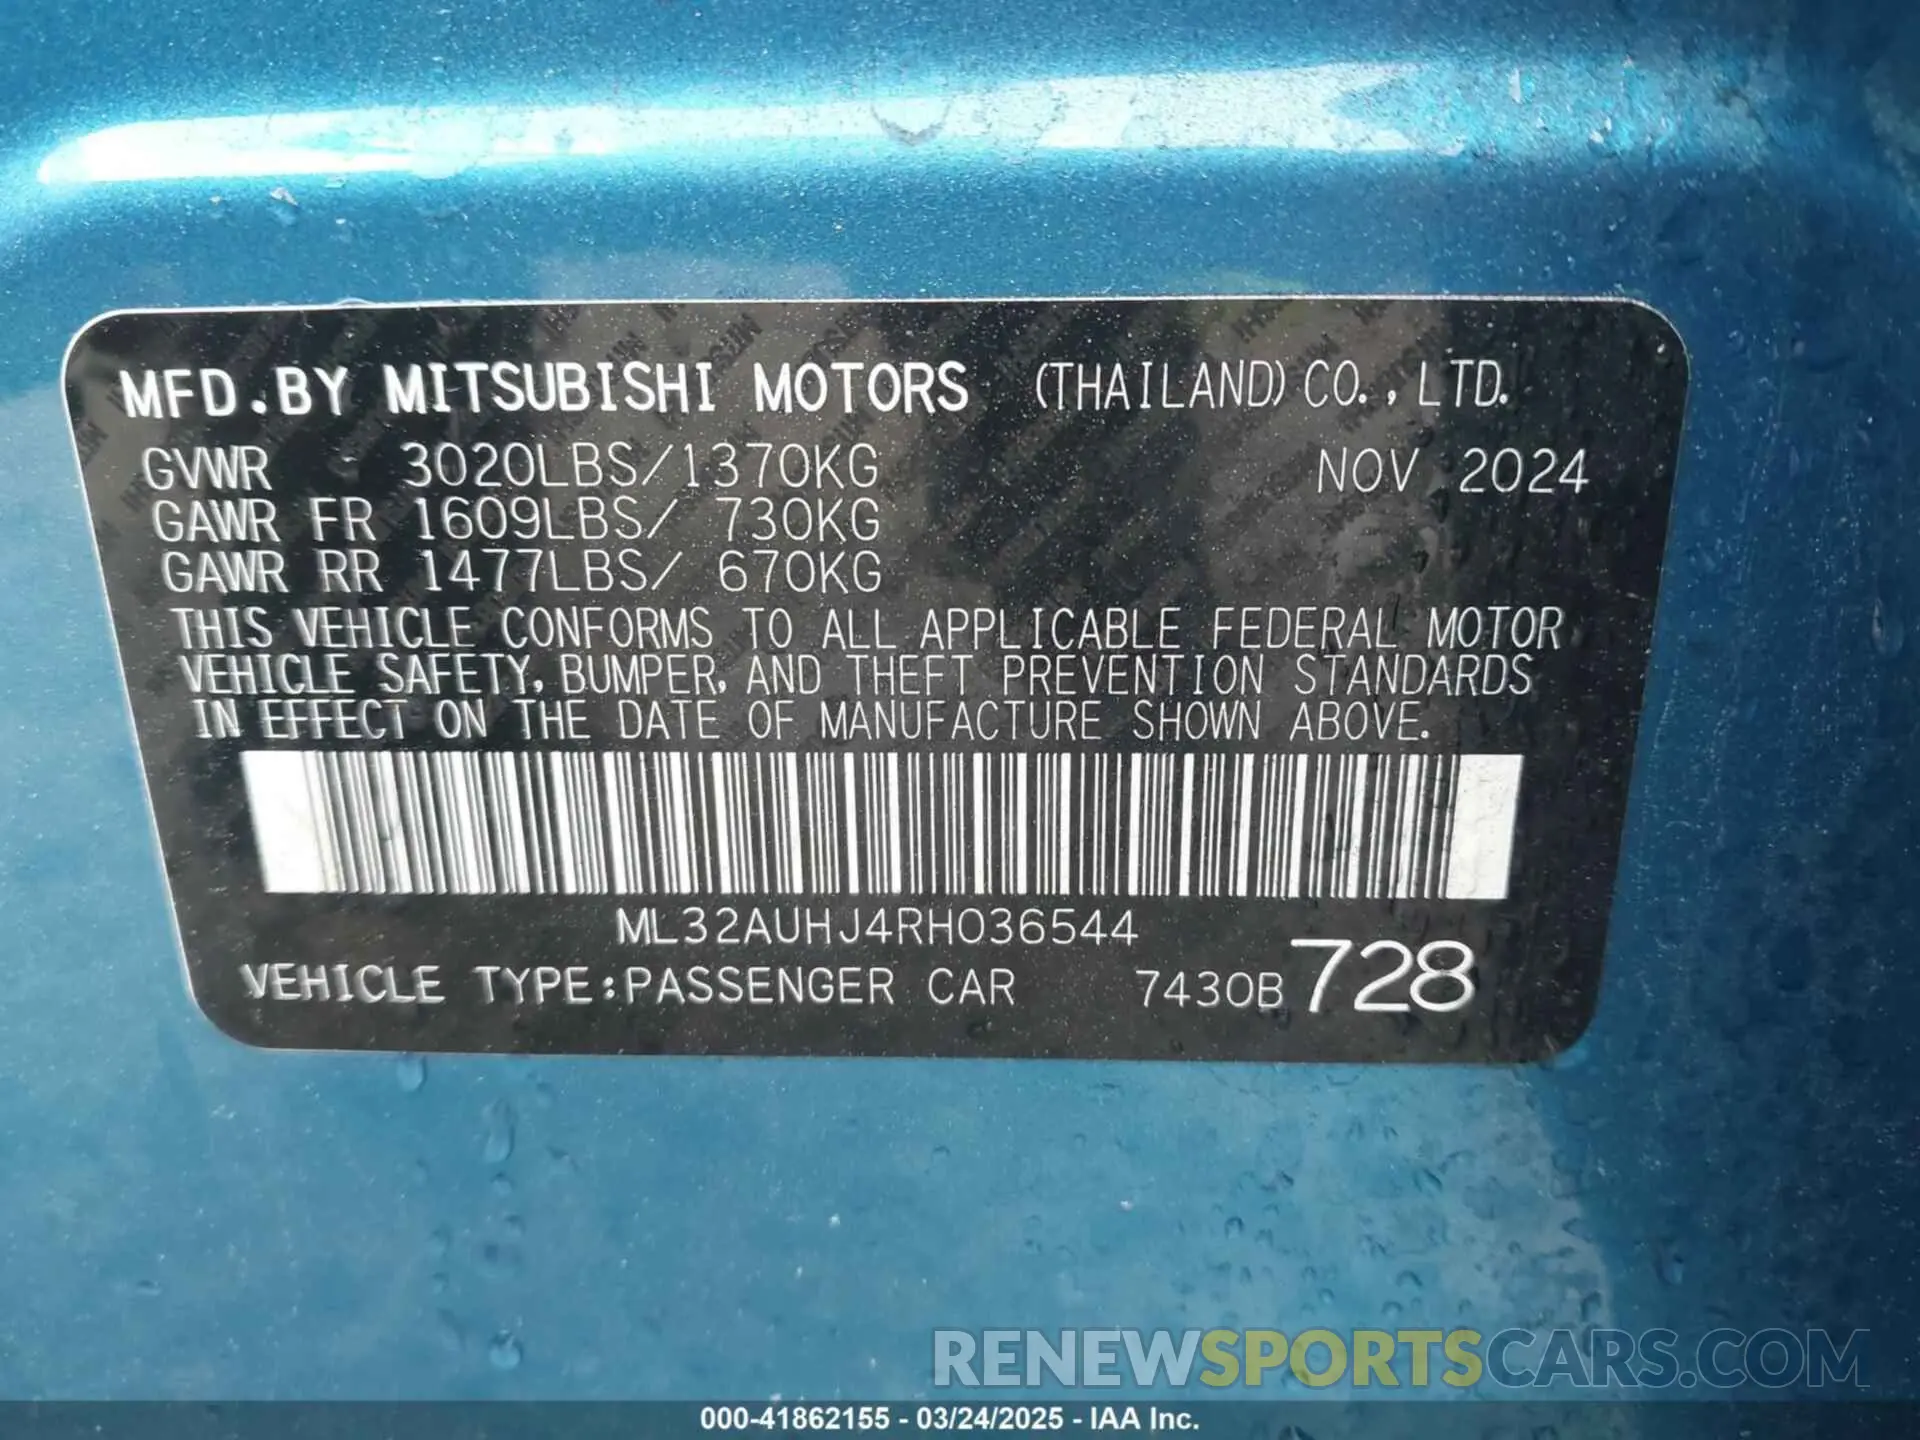 MFD.BY MITSUBISHI MOTORS (THAILAND)CO.,LTD.
GVWR 3020LBS/1370KG NOV 2024
GAWR FR 1609LBS/ 730KG
GAWR RR 1477LBS/ 670KG
THIS VEHICLE CONFORMS TO ALL APPLICABLE FEDERAL MOTOR
VEHICLE SAFETY, BUMPER, AND THEFT PREVENTION STANDARDS
IN EFFECT ON THE DATE OF MANUFACTURE SHOWN ABOVE.
ML32AUHJ4RH036544
VEHICLE TYPE:PASSENGER CAR 7430B 728
RENEWSPORTSCARS.COM
000-41862155 - 03/24/2025 - IAA Inc.